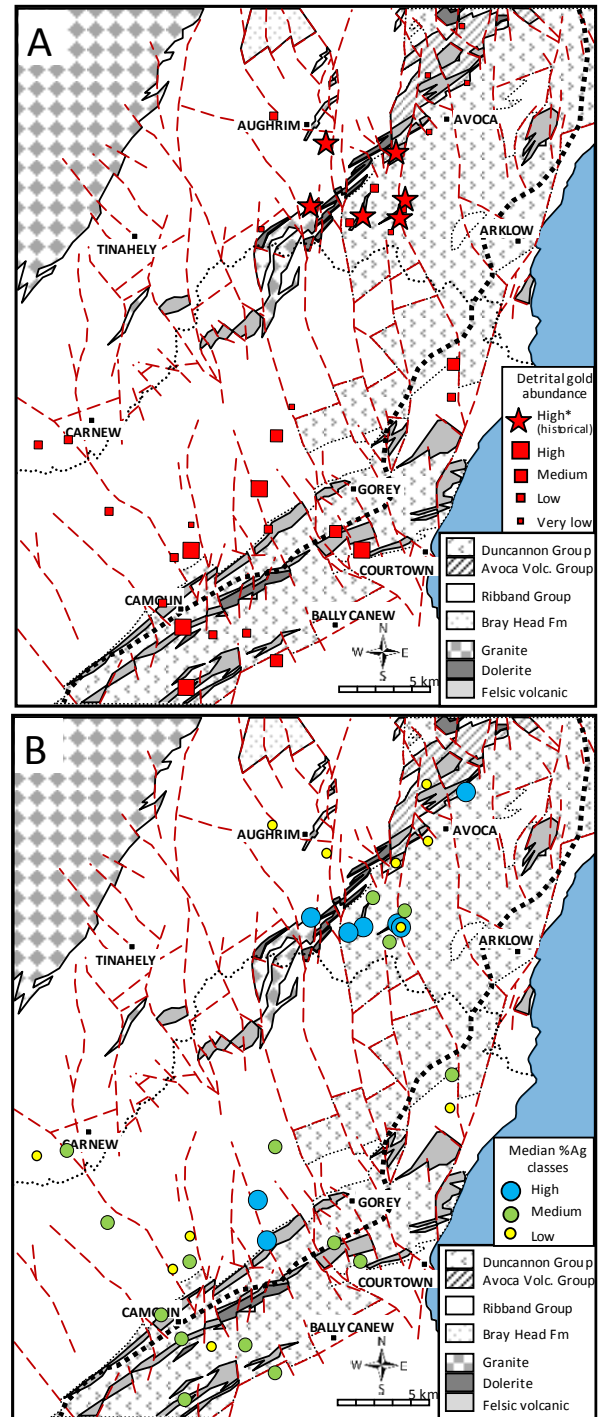 A
AUGHRIM
AVOCA
TINAHELY
ARKLOW
CARNEW
GOREY
COURTOWN
CAMOLIN
BALLYCANEW
N
W E
S
5 km
Detrital gold
abundance
High*
(historical)
High
Medium
Low
Very low
Duncannon Group
Avoca Volc. Group
Ribband Group
Bray Head Fm
Granite
Dolerite
Felsic volcanic
B
AUGHRIM
AVOCA
TINAHELY
ARKLOW
CARNEW
GOREY
COURTOWN
CAMOLIN
BALLYCANEW
N
W E
S
5 km
Median %Ag
classes
High
Medium
Low
Duncannon Group
Avoca Volc. Group
Ribband Group
Bray Head Fm
Granite
Dolerite
Felsic volcanic